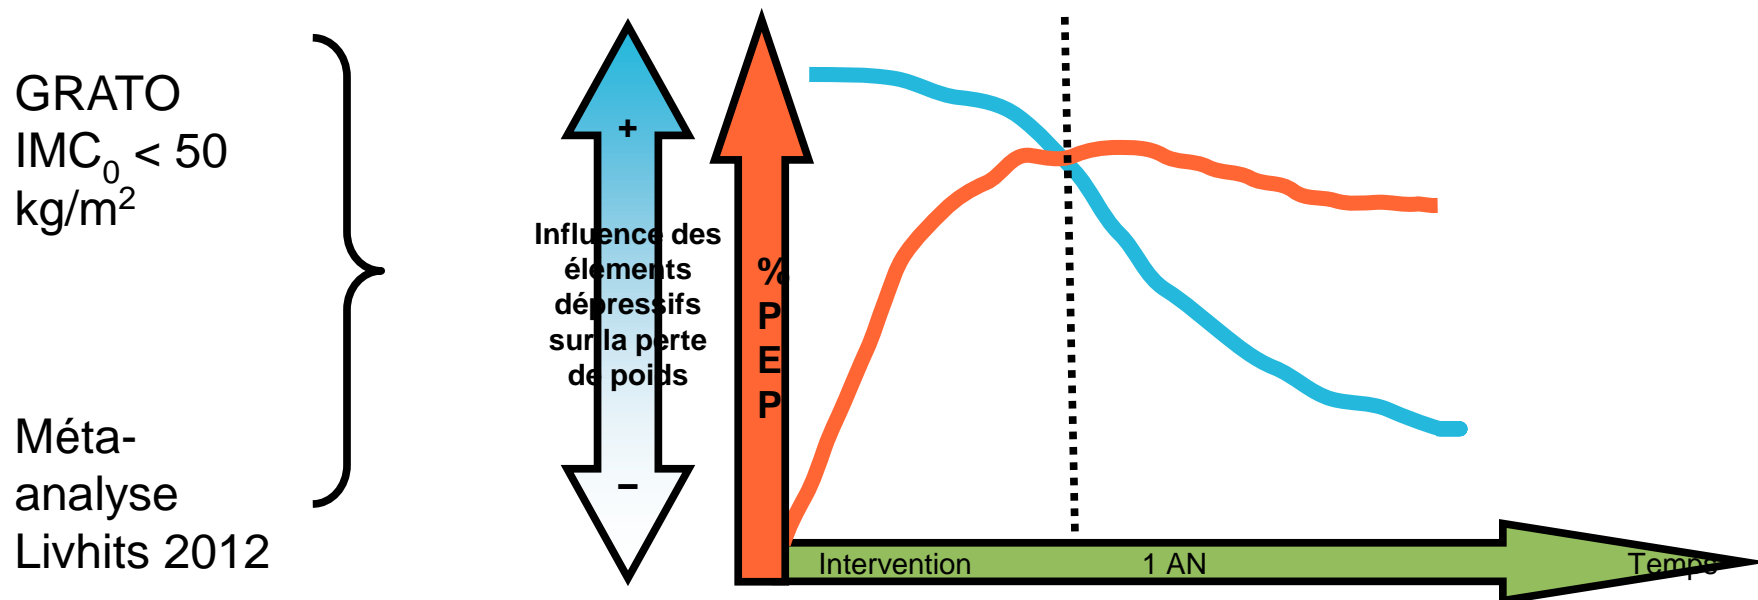 GRATO
IMC₀ < 50
kg/m²
Méta-
analyse
Livhits 2012
+
Influence des
élements
dépressifs
sur la perte
de poids
–
%
P
E
P
Intervention
1 AN
Temps